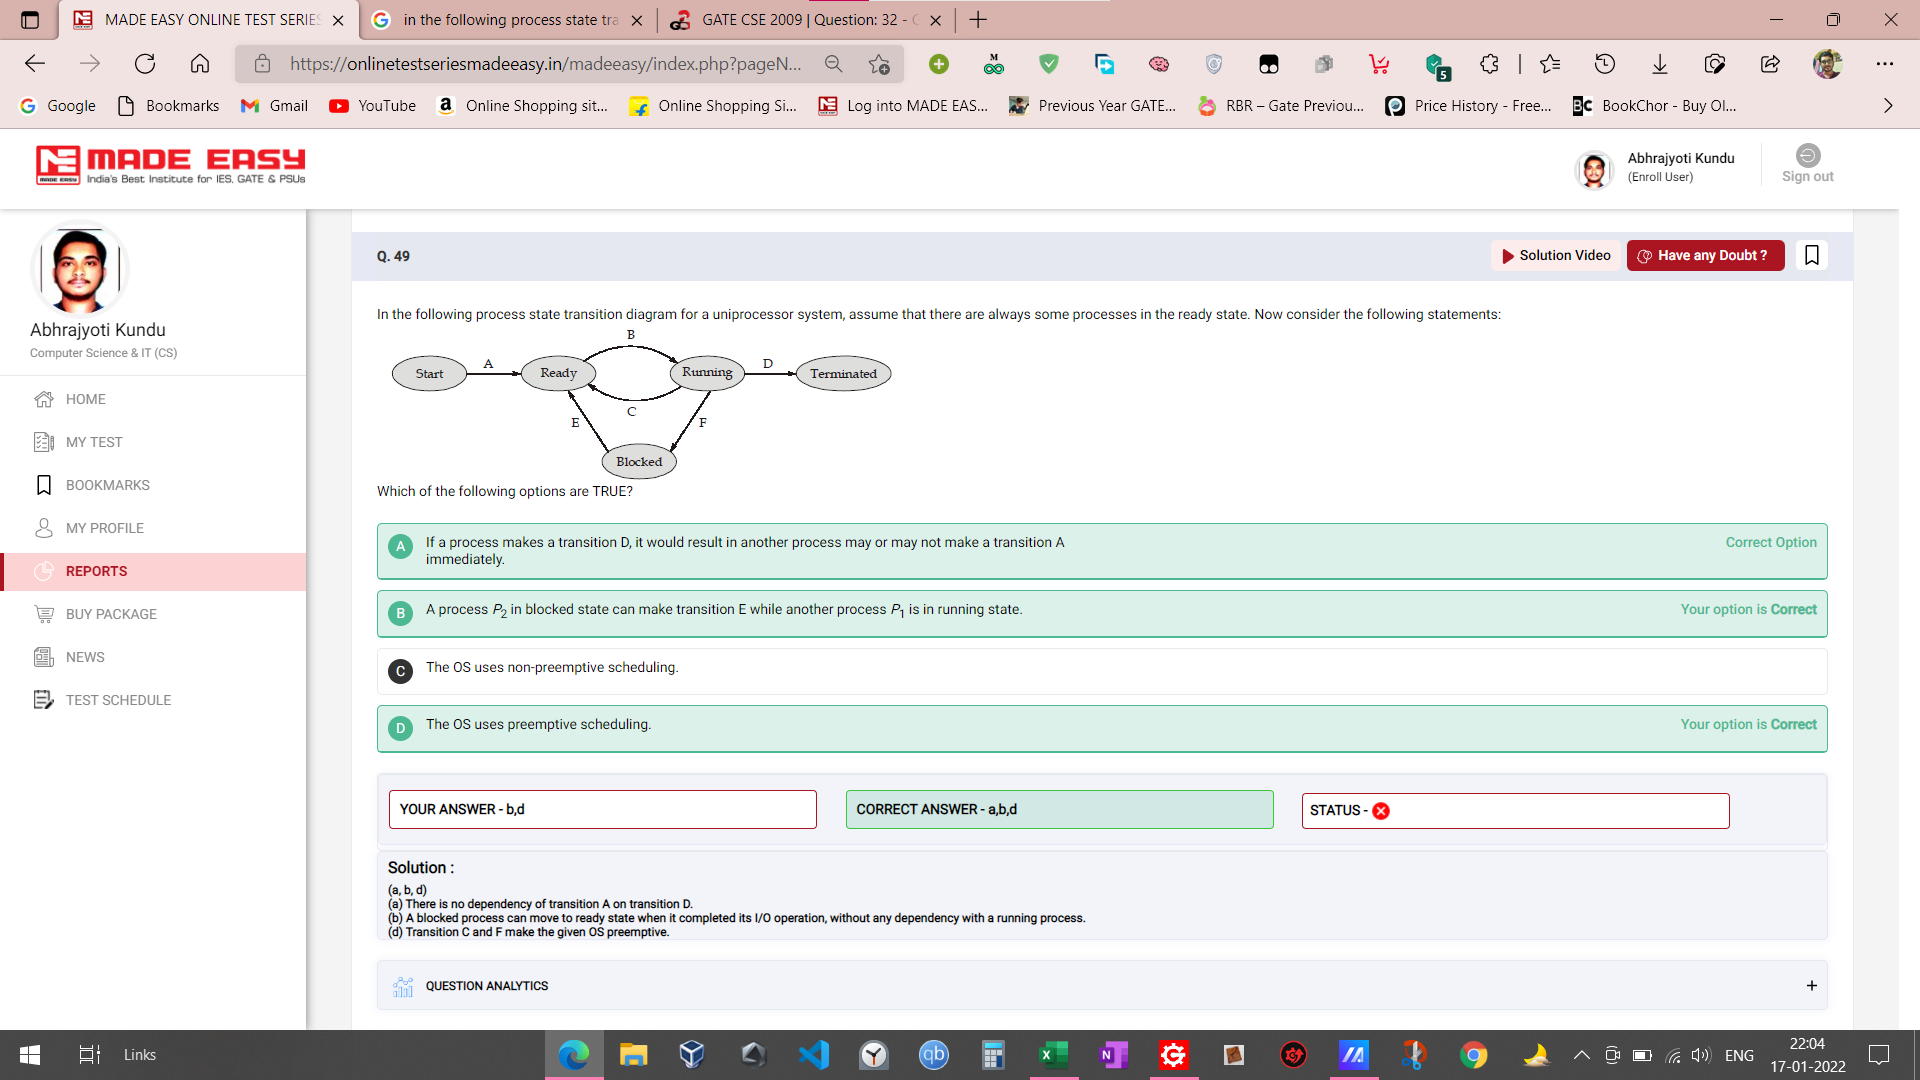 MADE EASY ONLINE TEST SERIES
in the following process state tra
GATE CSE 2009 | Question: 32 - G
https://onlinetestseriesmadeeasy.in/madeeasy/index.php?pageN...
5
Google
Bookmarks
Gmail
YouTube
Online Shopping sit...
Online Shopping Si...
Log into MADE EAS...
Previous Year GATE...
RBR – Gate Previou...
Price History - Free...
BookChor - Buy Ol...
MADE EASY
India's Best Institute for IES, GATE & PSUs
Abhrajyoti Kundu
(Enroll User)
Sign out
Abhrajyoti Kundu
Computer Science & IT (CS)
HOME
MY TEST
BOOKMARKS
MY PROFILE
REPORTS
BUY PACKAGE
NEWS
TEST SCHEDULE
Q. 49
Solution Video
Have any Doubt ?
In the following process state transition diagram for a uniprocessor system, assume that there are always some processes in the ready state. Now consider the following statements:
B
Start
A
Ready
Running
D
Terminated
C
E
F
Blocked
Which of the following options are TRUE?
A
If a process makes a transition D, it would result in another process may or may not make a transition A
immediately.
Correct Option
B
A process P2 in blocked state can make transition E while another process P1 is in running state.
Your option is Correct
C
The OS uses non-preemptive scheduling.
D
The OS uses preemptive scheduling.
Your option is Correct
YOUR ANSWER - b,d
CORRECT ANSWER - a,b,d
STATUS -
Solution :
(a, b, d)
(a) There is no dependency of transition A on transition D.
(b) A blocked process can move to ready state when it completed its I/O operation, without any dependency with a running process.
(d) Transition C and F make the given OS preemptive.
QUESTION ANALYTICS
+
Links
ENG
22:04
17-01-2022